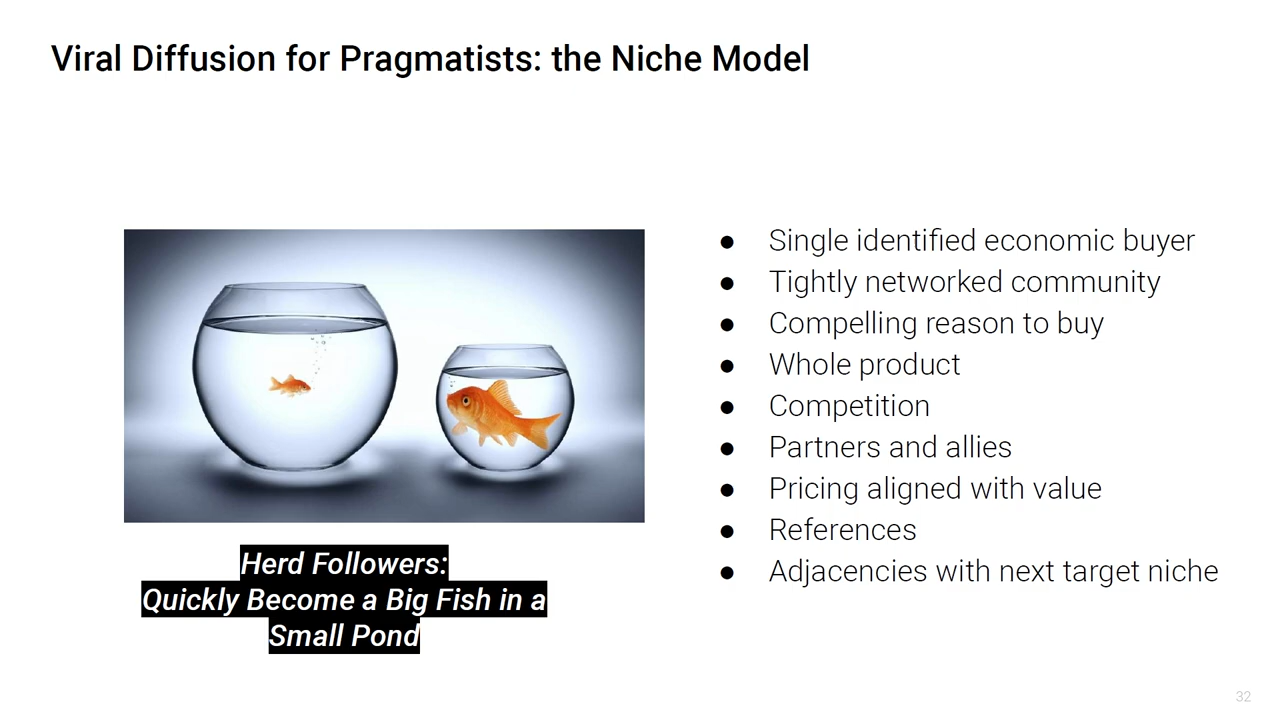 Viral Diffusion for Pragmatists: the Niche Model
● Single identified economic buyer
● Tightly networked community
● Compelling reason to buy
● Whole product
● Competition
● Partners and allies
● Pricing aligned with value
● References
● Adjacencies with next target niche
Herd Followers:
Quickly Become a Big Fish in a
Small Pond
32